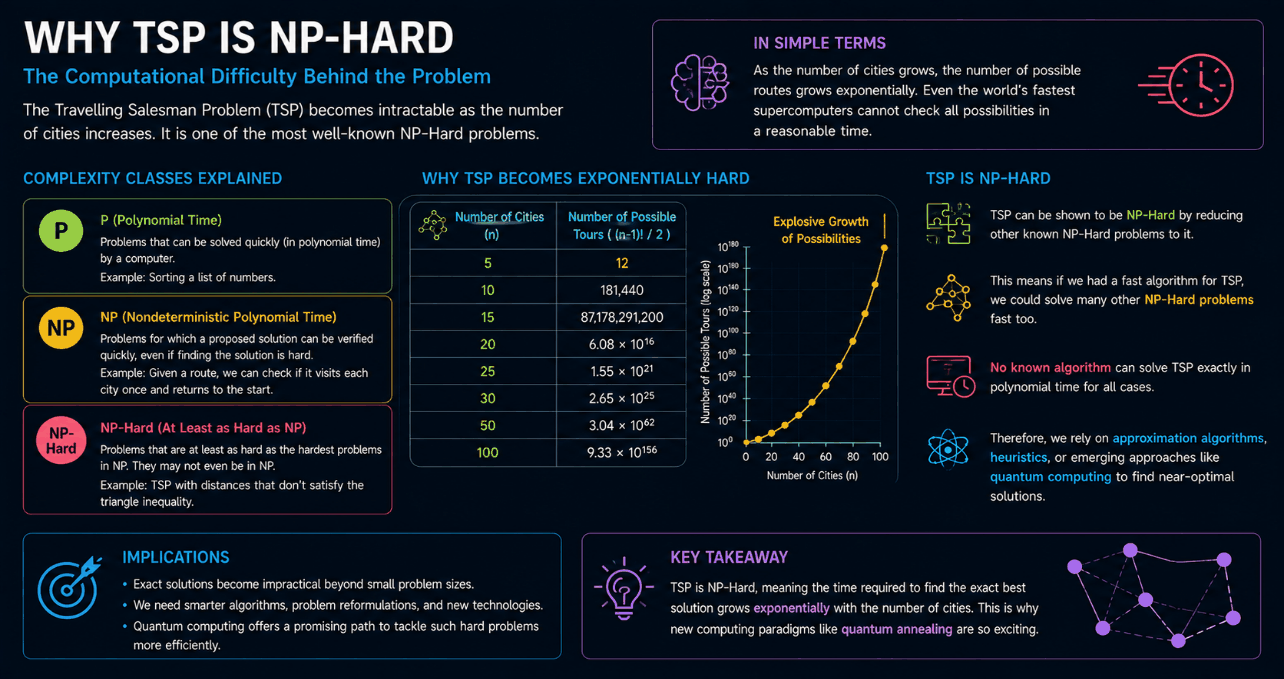 WHY TSP IS NP-HARD
The Computational Difficulty Behind the Problem
The Travelling Salesman Problem (TSP) becomes intractable as the number
of cities increases. It is one of the most well-known NP-Hard problems.
IN SIMPLE TERMS
As the number of cities grows, the number of possible
routes grows exponentially. Even the world's fastest
supercomputers cannot check all possibilities in
a reasonable time.
COMPLEXITY CLASSES EXPLAINED
P
P (Polynomial Time)
Problems that can be solved quickly (in polynomial time)
by a computer.
Example: Sorting a list of numbers.
NP
NP (Nondeterministic Polynomial Time)
Problems for which a proposed solution can be verified
quickly, even if finding the solution is hard.
Example: Given a route, we can check if it visits each
city once and returns to the start.
NP-
Hard
NP-Hard (At Least as Hard as NP)
Problems that are at least as hard as the hardest problems
in NP. They may not even be in NP.
Example: TSP with distances that don't satisfy the
triangle inequality.
WHY TSP BECOMES EXPONENTIALLY HARD
Number of Cities
(n)
Number of Possible
Tours ( (n-1)! / 2 )
5 12
10 181,440
15 87,178,291,200
20 6.08 × 10¹⁶
25 1.55 × 10²¹
30 2.65 × 10²⁵
50 3.04 × 10⁶²
100 9.33 × 10¹⁵⁶
Explosive Growth
of Possibilities
Number of Possible Tours (log scale)
10¹⁸⁰
10¹⁸⁰
10¹⁴⁰
10¹²⁰
10¹⁰⁰
10⁸⁰
10⁶⁰
10⁴⁰
10²⁰
10⁰
0 20 40 60 80 100
Number of Cities (n)
TSP IS NP-HARD
TSP can be shown to be NP-Hard by reducing
other known NP-Hard problems to it.
This means if we had a fast algorithm for TSP,
we could solve many other NP-Hard problems
fast too.
No known algorithm can solve TSP exactly in
polynomial time for all cases.
Therefore, we rely on approximation algorithms,
heuristics, or emerging approaches like
quantum computing to find near-optimal
solutions.
IMPLICATIONS
• Exact solutions become impractical beyond small problem sizes.
• We need smarter algorithms, problem reformulations, and new technologies.
• Quantum computing offers a promising path to tackle such hard problems
more efficiently.
KEY TAKEAWAY
TSP is NP-Hard, meaning the time required to find the exact best
solution grows exponentially with the number of cities. This is why
new computing paradigms like quantum annealing are so exciting.